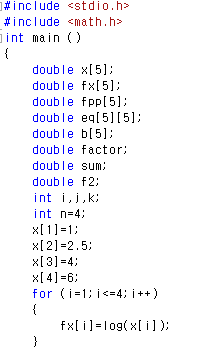 #include <stdio.h>
#include <math.h>
int main ()
{
double x[5];
double fx[5];
double fpp[5];
double eq[5][5];
double b[5];
double factor;
double sum;
double f2;
int i,j,k;
int n=4;
x[1]=1;
x[2]=2.5;
x[3]=4;
x[4]=6;
for (i=1;i<=4;i++)
{
fx[i]=log(x[i]);
}